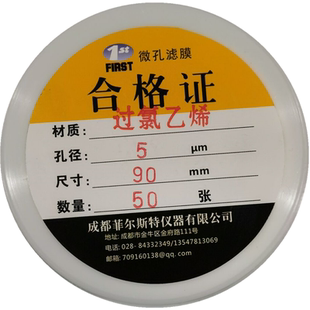 1st
FIRST
微孔滤膜
合格证
材质: 过氯乙烯
孔径: 5 μm
尺寸: 90 mm
数量: 50 张
成都菲尔斯特仪器有限公司
地址: 成都市金牛区金府路111号
电话: 028- 84332349/13547813069
邮箱: 709160138@qq.com